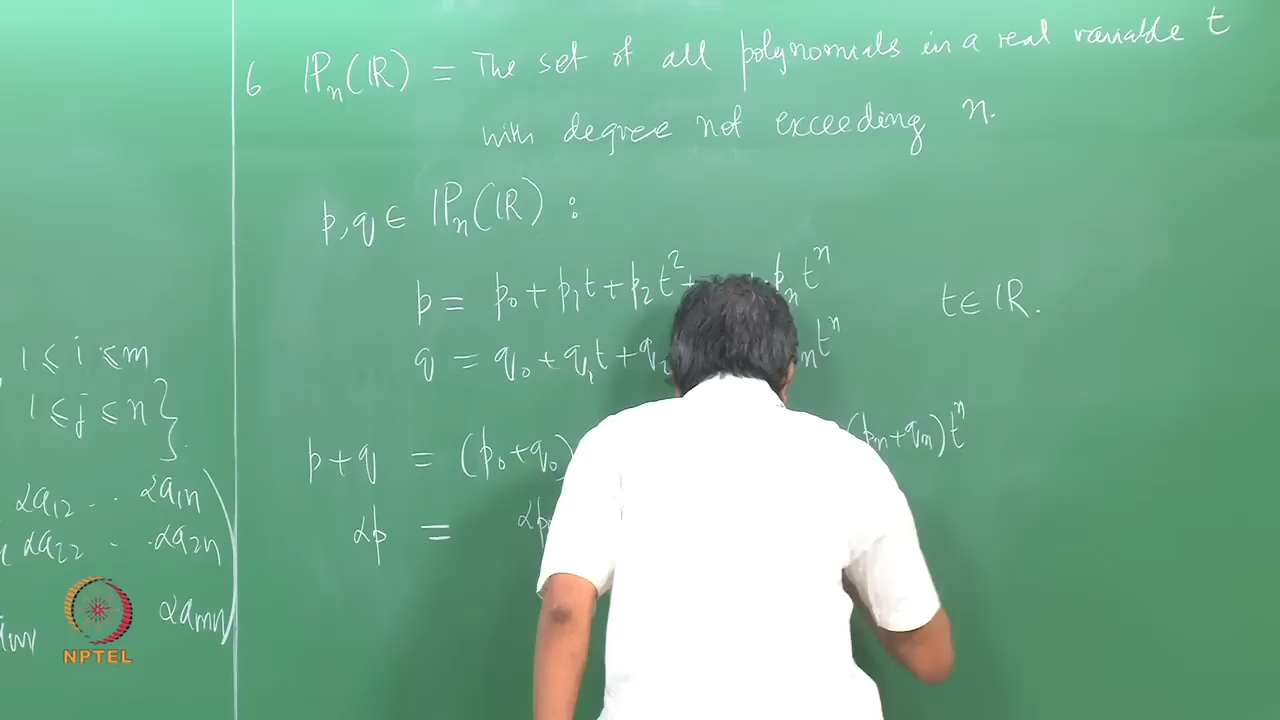 1 ≤ i ≤ m
1 ≤ j ≤ n }.
αa₁₂ . . αa₁ₙ
αa₂₂ . . αa₂ₙ
αaₘₙ
6. ℙₙ(ℝ) = The set of all polynomials in a real variable t
with degree not exceeding n.
p, q ∈ ℙₙ(ℝ) :
p = p₀ + p₁t + p₂t² + pₙtⁿ t ∈ ℝ.
q = q₀ + q₁t + q₂ ₙtⁿ
p+q = (p₀+q₀) (pₙ+qₙ)tⁿ
αp = αp
NPTEL